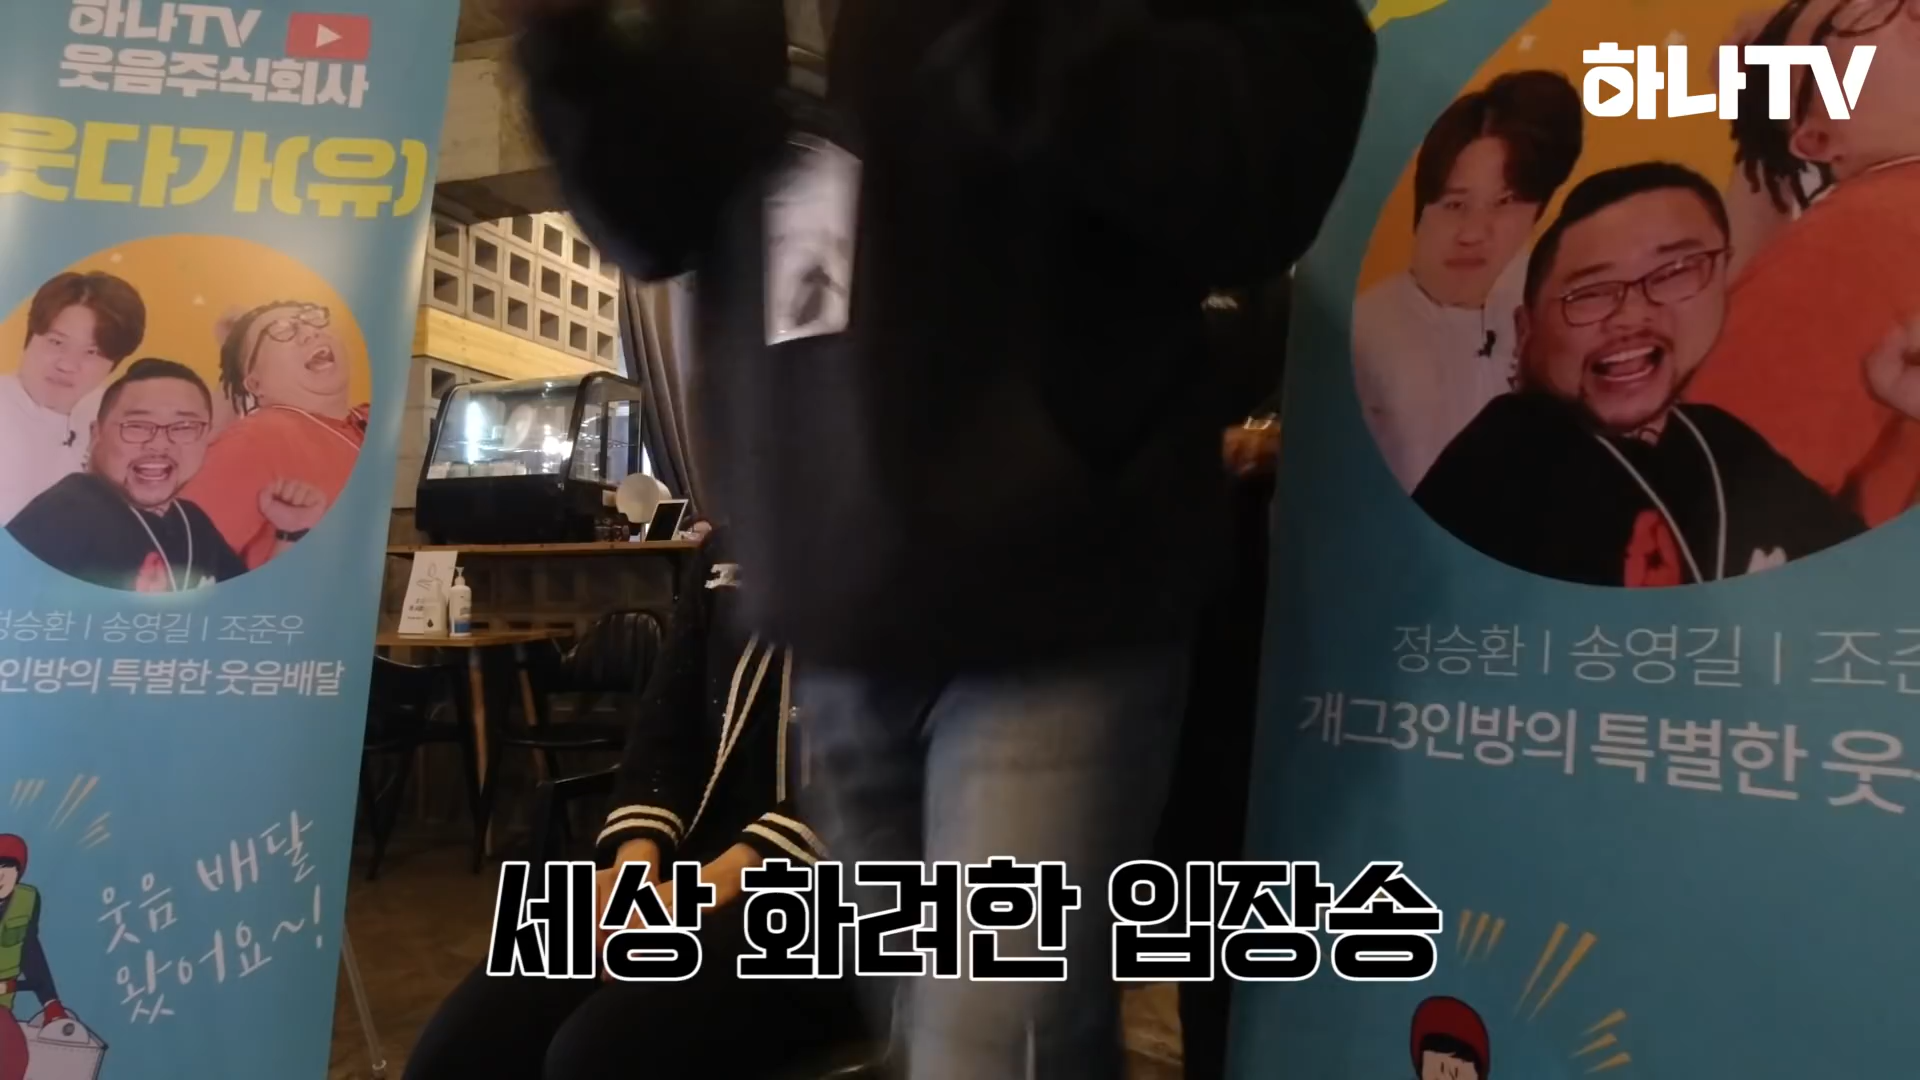 하나TV
웃음주식회사
웃다가(유)
정승환 | 송영길 | 조준우
인방의 특별한 웃음배달
웃음 배달
왔어요~!
하나TV
정승환 | 송영길 | 조준
개그3인방의 특별한 웃
세상 화려한 입장송